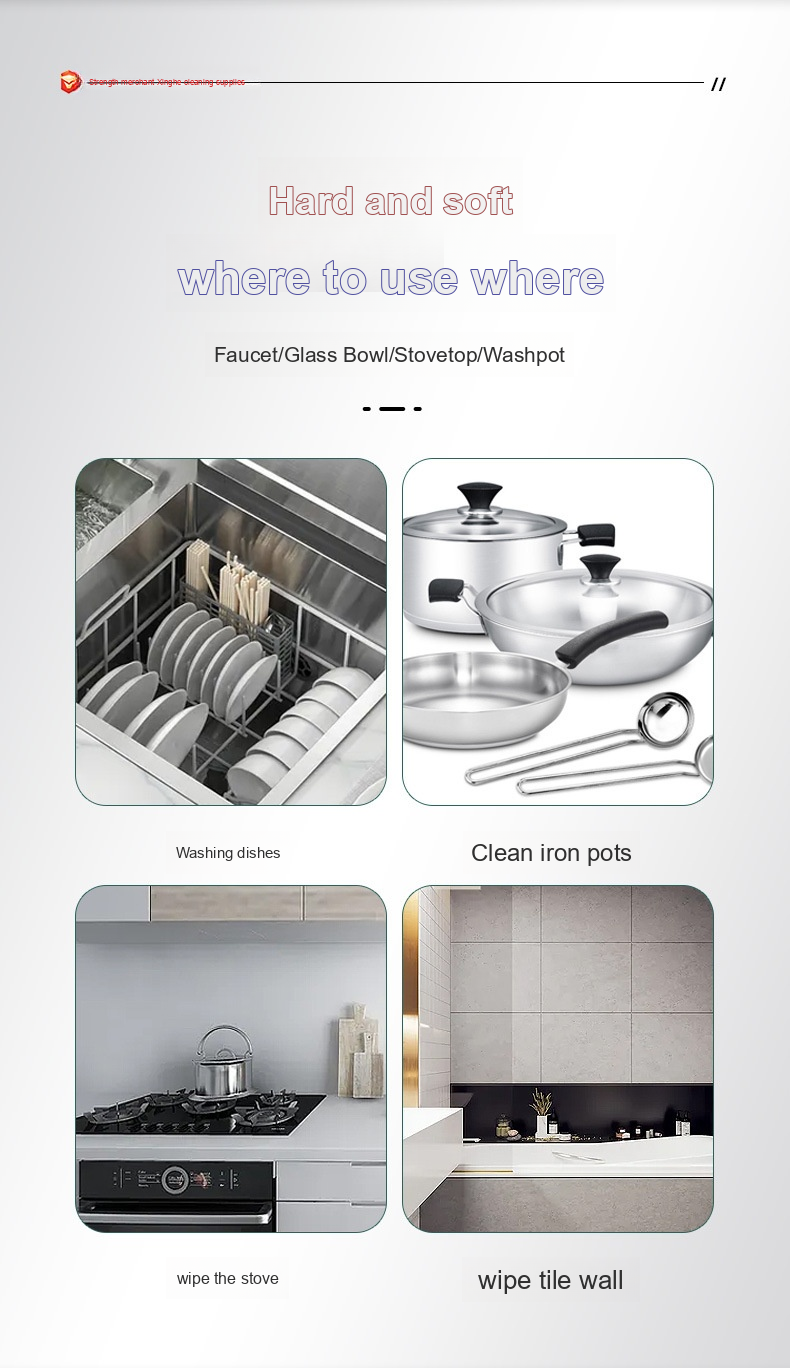 Strength merchant Xinghe cleaning supplies
Hard and soft
where to use where
Faucet/Glass Bowl/Stovetop/Washpot
Washing dishes
Clean iron pots
wipe the stove
wipe tile wall